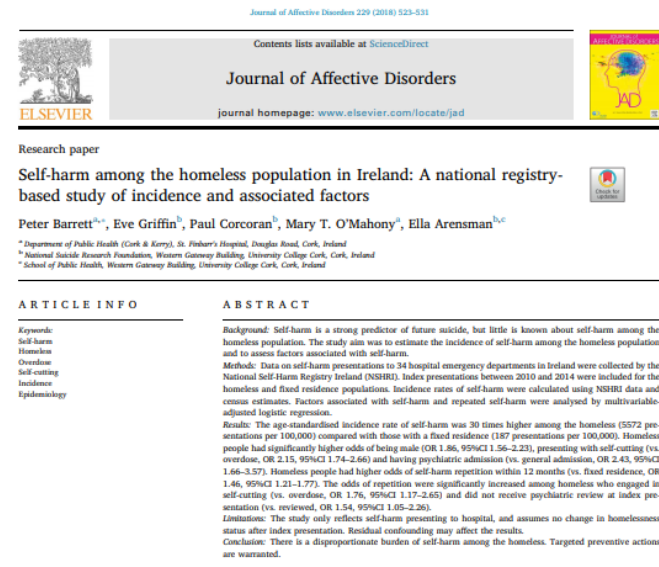 Journal of Affective Disorders 229 (2018) 523–531
Contents lists available at ScienceDirect
Journal of Affective Disorders
journal homepage: www.elsevier.com/locate/jad
ELSEVIER
JAD
Research paper
Self-harm among the homeless population in Ireland: A national registry-
based study of incidence and associated factors
Check for
updates
Peter Barrettᵃ,*, Eve Griffinᵇ, Paul Corcoranᵇ, Mary T. O'Mahonyᵃ, Ella Arensmanᵇ,ᶜ
ᵃ Department of Public Health (Cork & Kerry), St. Finbarr's Hospital, Douglas Road, Cork, Ireland
ᵇ National Suicide Research Foundation, Western Gateway Building, University College Cork, Cork, Ireland
ᶜ School of Public Health, Western Gateway Building, University College Cork, Cork, Ireland
ARTICLE INFO
Keywords:
Self-harm
Homeless
Overdose
Self-cutting
Incidence
Epidemiology
ABSTRACT
Background: Self-harm is a strong predictor of future suicide, but little is known about self-harm among the
homeless population. The study aim was to estimate the incidence of self-harm among the homeless population
and to assess factors associated with self-harm.
Methods: Data on self-harm presentations to 34 hospital emergency departments in Ireland were collected by the
National Self-Harm Registry Ireland (NSHRI). Index presentations between 2010 and 2014 were included for the
homeless and fixed residence populations. Incidence rates of self-harm were calculated using NSHRI data and
census estimates. Factors associated with self-harm and repeated self-harm were analysed by multivariable-
adjusted logistic regression.
Results: The age-standardised incidence rate of self-harm was 30 times higher among the homeless (5572 pre-
sentations per 100,000) compared with those with a fixed residence (187 presentations per 100,000). Homeless
people had significantly higher odds of being male (OR 1.86, 95%CI 1.56–2.23), presenting with self-cutting (vs.
overdose, OR 2.15, 95%CI 1.74–2.66) and having psychiatric admission (vs. general admission, OR 2.43, 95%CI
1.66–3.57). Homeless people had higher odds of self-harm repetition within 12 months (vs. fixed residence, OR
1.46, 95%CI 1.21–1.77). The odds of repetition were significantly increased among homeless who engaged in
self-cutting (vs. overdose, OR 1.76, 95%CI 1.17–2.65) and did not receive psychiatric review at index pre-
sentation (vs. reviewed, OR 1.54, 95%CI 1.05–2.26).
Limitations: The study only reflects self-harm presenting to hospital, and assumes no change in homelessness
status after index presentation. Residual confounding may affect the results.
Conclusion: There is a disproportionate burden of self-harm among the homeless. Targeted preventive actions
are warranted.